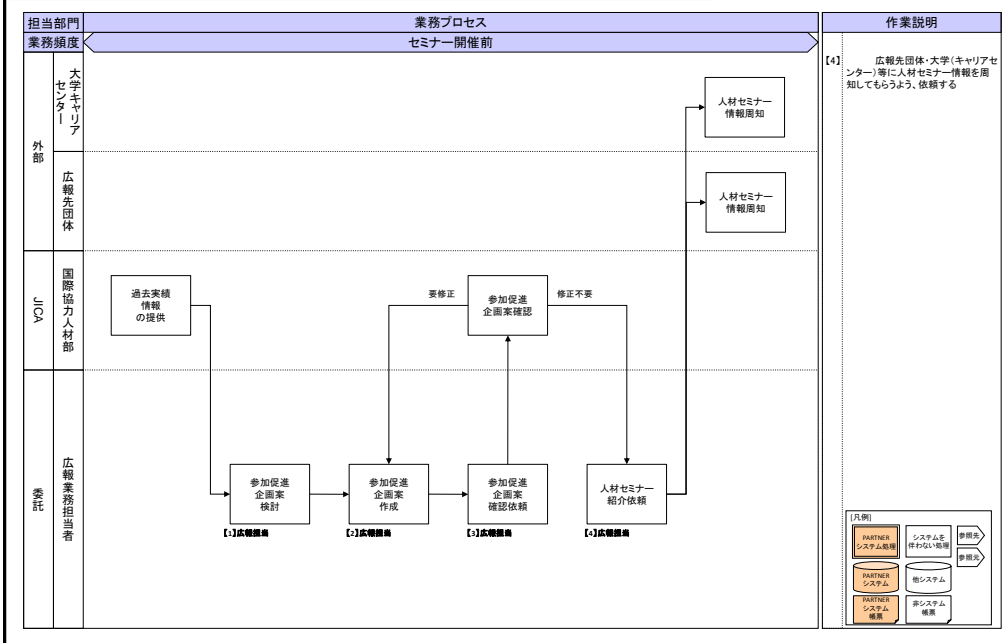 担当部門
業務プロセス
作業説明
業務頻度
セミナー開催前
外部
大学キャリア
センター
人材セミナー
情報周知
【4】 広報先団体・大学（キャリアセ
ンター）等に人材セミナー情報を周
知してもらうよう、依頼する
広報先団体
人材セミナー
情報周知
JICA
国際協力人材部
過去実績
情報
の提供
要修正
参加促進
企画案確認
修正不要
委託
広報業務担当者
参加促進
企画案
検討
【1】広報担当
参加促進
企画案
作成
【2】広報担当
参加促進
企画案
確認依頼
【3】広報担当
人材セミナー
紹介依頼
【4】広報担当
[凡例]
PARTNER
システム処理
システムを
伴わない処理
参照先
参照元
PARTNER
システム
他システム
PARTNER
システム
帳票
非システム
帳票